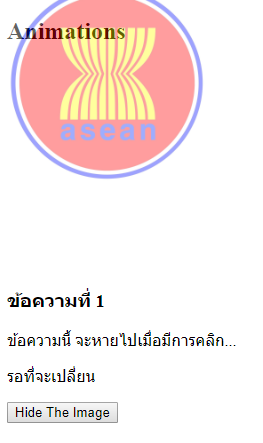 Animations
asean
ข้อความที่ 1
ข้อความนี้ จะหายไปเมื่อมีการคลิก...
รอที่จะเปลี่ยน
Hide The Image